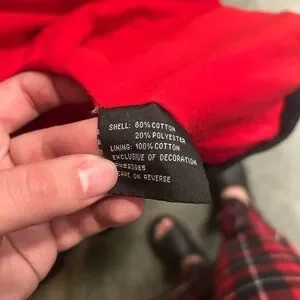 SHELL: 80% COTTON
20% POLYESTER
LINING: 100% COTTON
EXCLUSIVE OF DECORATION
CARE ON REVERSE